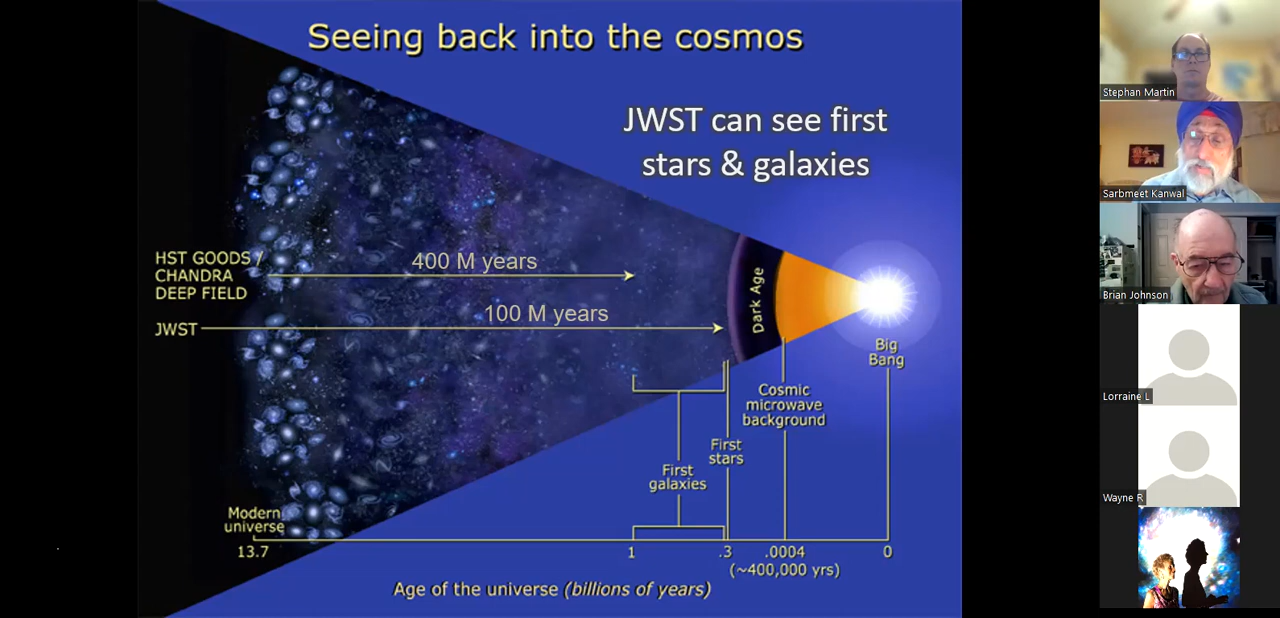 Seeing back into the cosmos
JWST can see first
stars & galaxies
HST GOODS /
CHANDRA
DEEP FIELD
400 M years
JWST
100 M years
Dark Age
Big
Bang
Cosmic
microwave
background
First
stars
First
galaxies
Modern
universe
13.7
1
.3
.0004
(~400,000 yrs)
0
Age of the universe (billions of years)
Stephan Martin
Sarbmeet Kanwal
Brian Johnson
Lorraine L
Wayne R